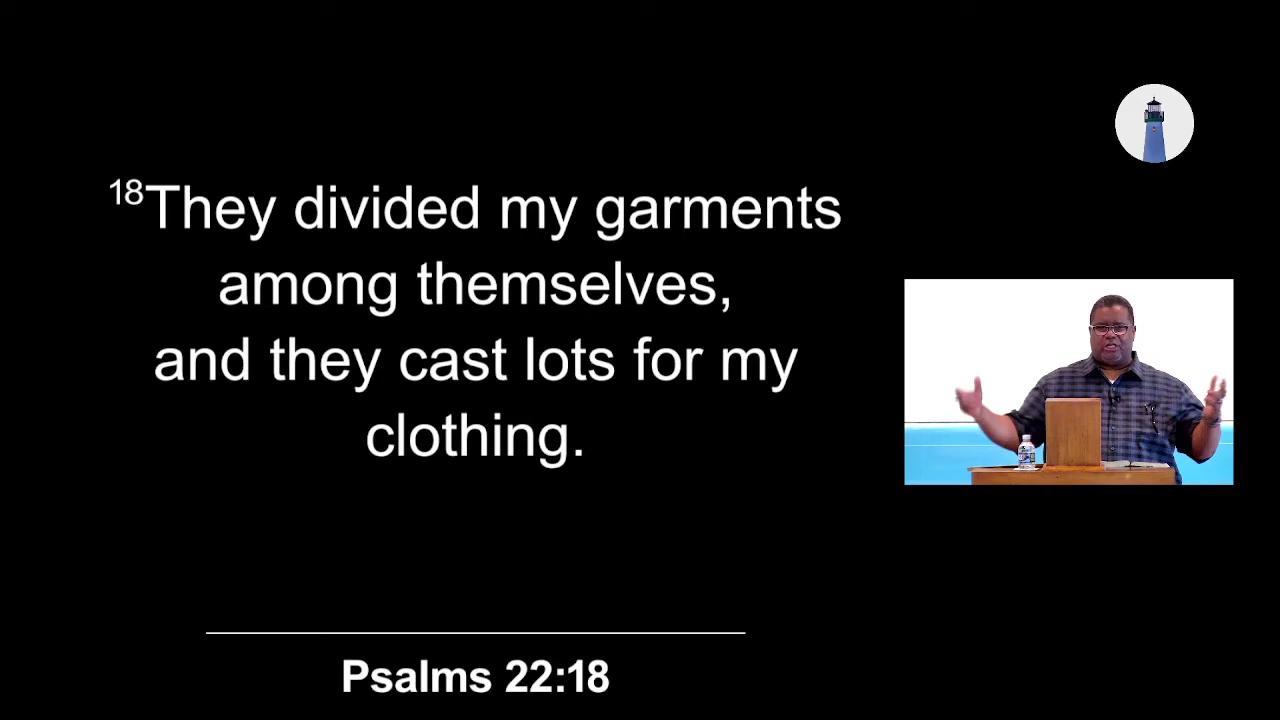 18They divided my garments
among themselves,
and they cast lots for my
clothing.
Psalms 22:18